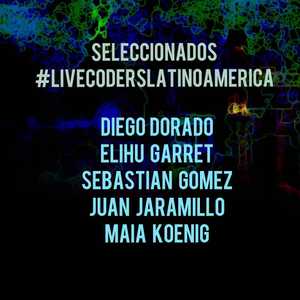 SELECCIONADOS
#LIVECODERSLATINOAMERICA
DIEGO DORADO
ELIHU GARRET
SEBASTIAN GOMEZ
JUAN JARAMILLO
MAIA KOENIG